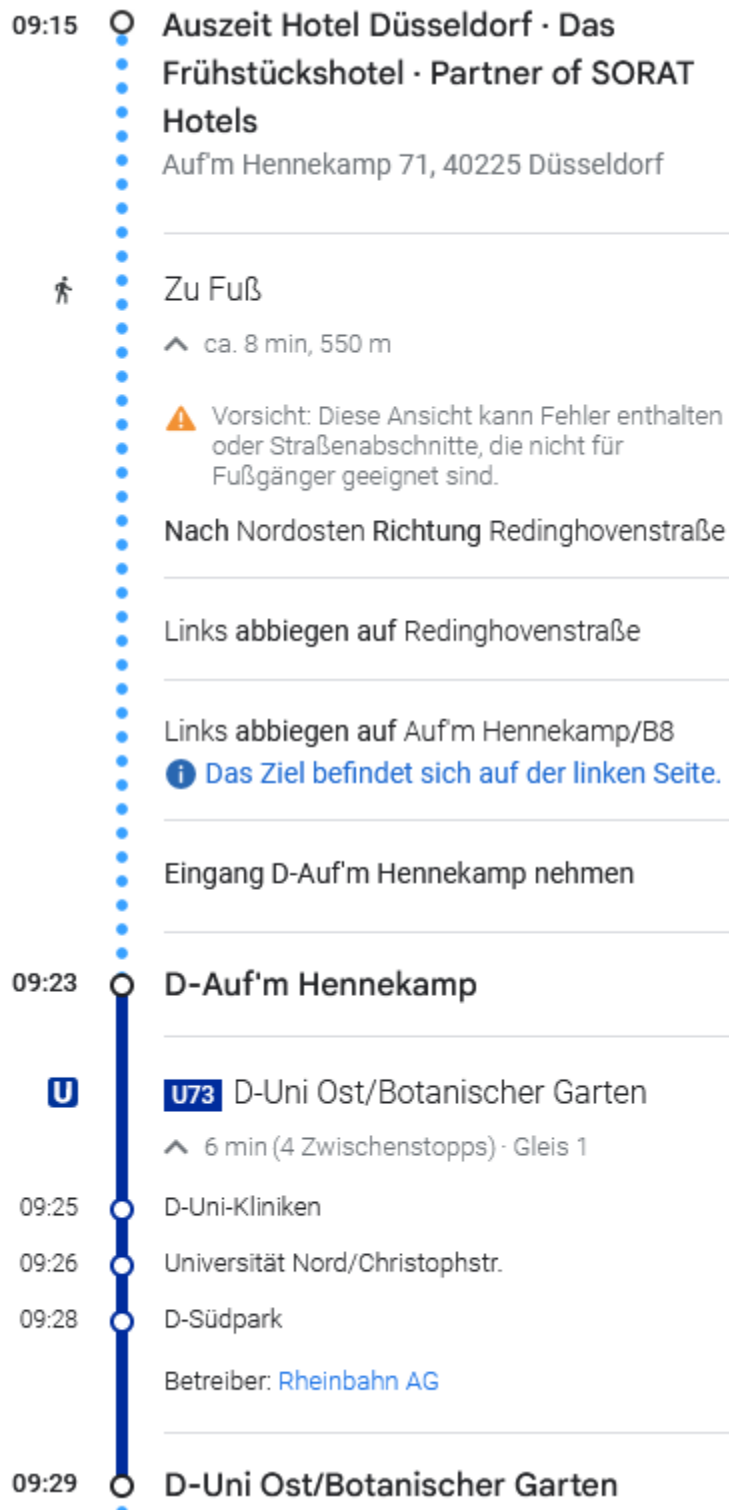 09:15 Auszeit Hotel Düsseldorf · Das
Frühstückshotel · Partner of SORAT
Hotels
Auf'm Hennekamp 71, 40225 Düsseldorf
Zu Fuß
ca. 8 min, 550 m
Vorsicht: Diese Ansicht kann Fehler enthalten
oder Straßenabschnitte, die nicht für
Fußgänger geeignet sind.
Nach Nordosten Richtung Redinghovenstraße
Links abbiegen auf Redinghovenstraße
Links abbiegen auf Auf'm Hennekamp/B8
Das Ziel befindet sich auf der linken Seite.
Eingang D-Auf'm Hennekamp nehmen
09:23 D-Auf'm Hennekamp
U U73 D-Uni Ost/Botanischer Garten
6 min (4 Zwischenstopps) · Gleis 1
09:25 D-Uni-Kliniken
09:26 Universität Nord/Christophstr.
09:28 D-Südpark
Betreiber: Rheinbahn AG
09:29 D-Uni Ost/Botanischer Garten